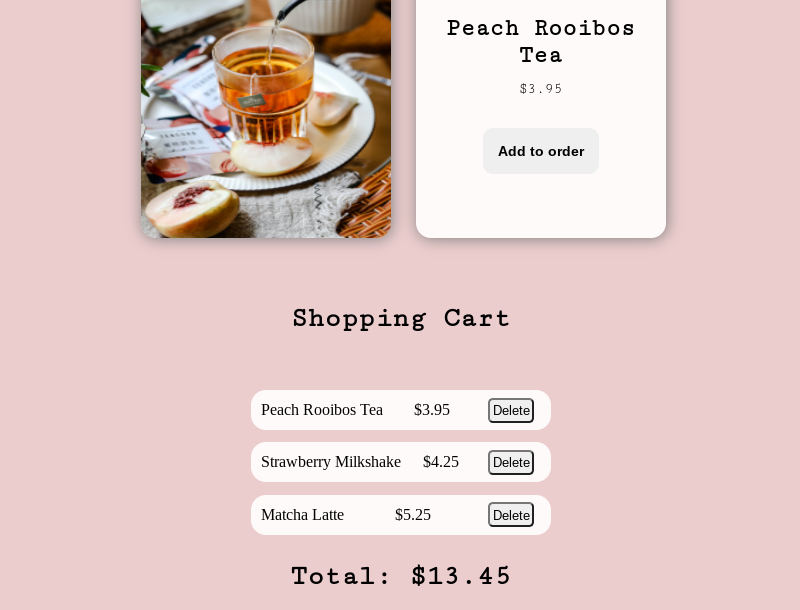 Peach Rooibos
Tea
$3.95
Add to order
Shopping Cart
Peach Rooibos Tea $3.95 Delete
Strawberry Milkshake $4.25 Delete
Matcha Latte $5.25 Delete
Total: $13.45